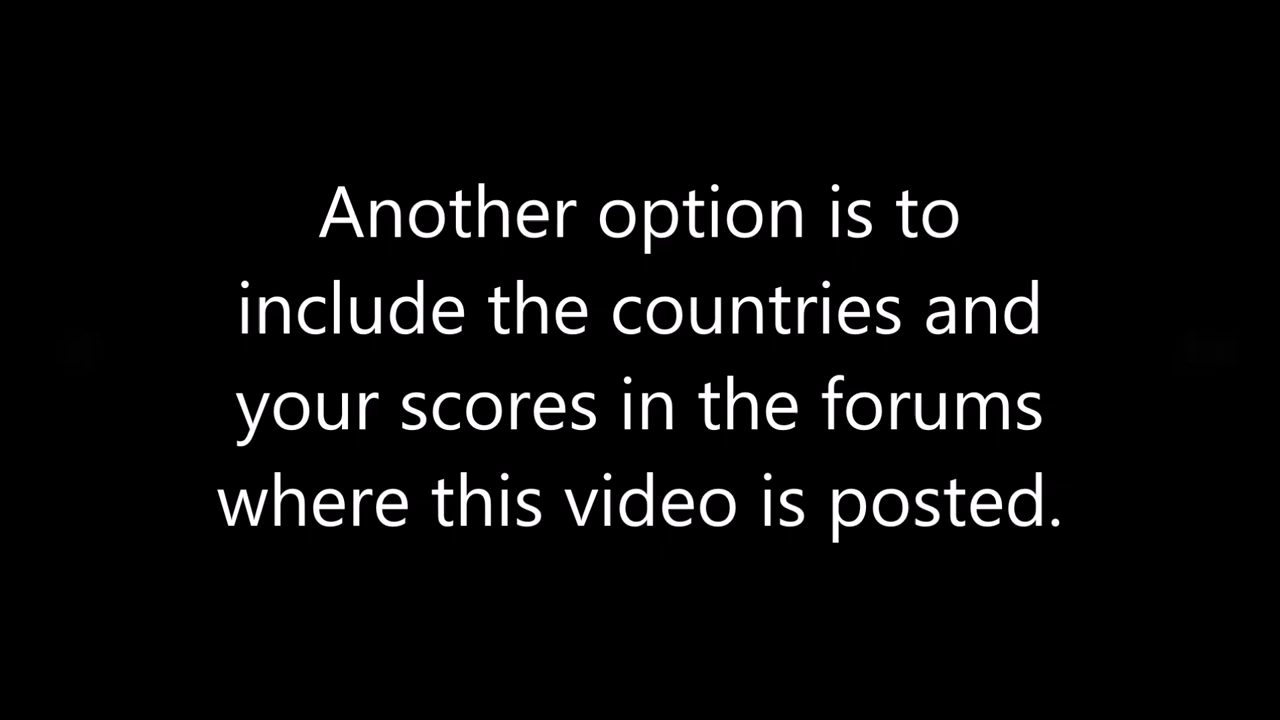 Another option is to
include the countries and
your scores in the forums
where this video is posted.